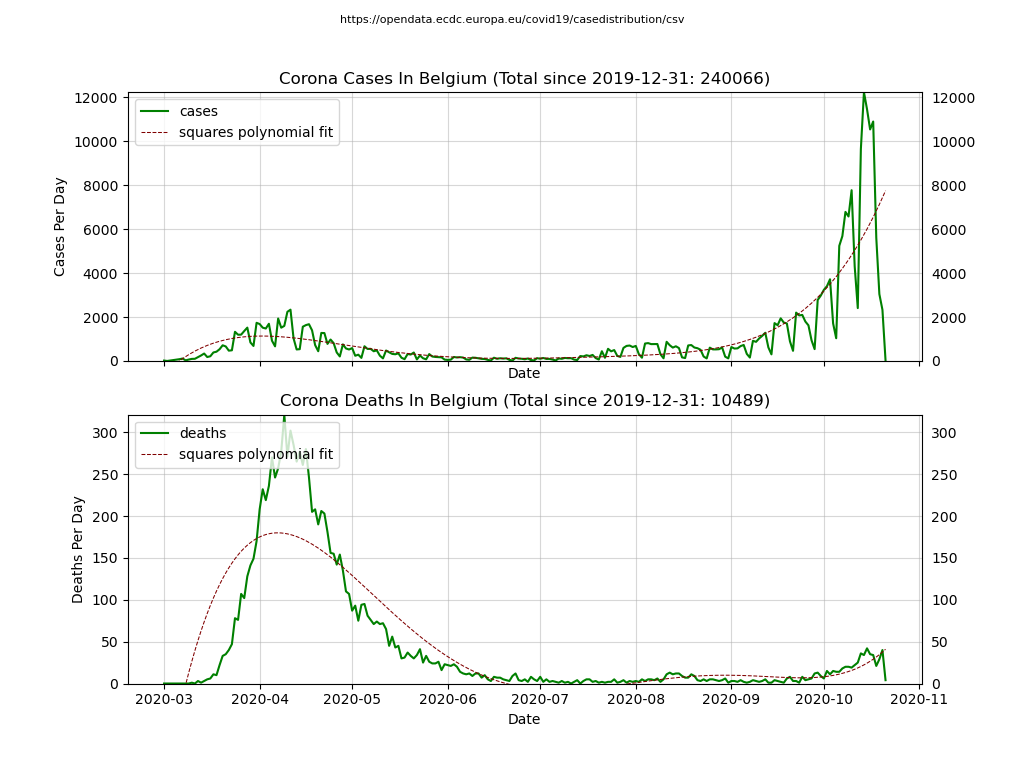 https://opendata.ecdc.europa.eu/covid19/casedistribution/csv
Corona Cases In Belgium (Total since 2019-12-31: 240066)
cases
squares polynomial fit
Cases Per Day
12000
10000
8000
6000
4000
2000
0
12000
10000
8000
6000
4000
2000
0
Date
Corona Deaths In Belgium (Total since 2019-12-31: 10489)
deaths
squares polynomial fit
Deaths Per Day
300
250
200
150
100
50
0
300
250
200
150
100
50
0
2020-03 2020-04 2020-05 2020-06 2020-07 2020-08 2020-09 2020-10 2020-11
Date